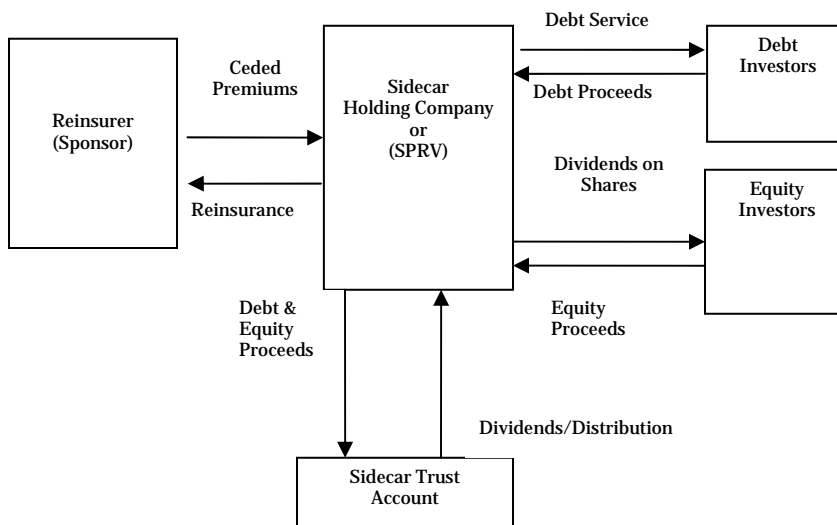 Reinsurer
(Sponsor)
Ceded
Premiums
Reinsurance
Sidecar
Holding Company
or
(SPRV)
Debt Service
Debt Proceeds
Debt
Investors
Dividends on
Shares
Equity
Proceeds
Equity
Investors
Debt &
Equity
Proceeds
Dividends/Distribution
Sidecar Trust
Account